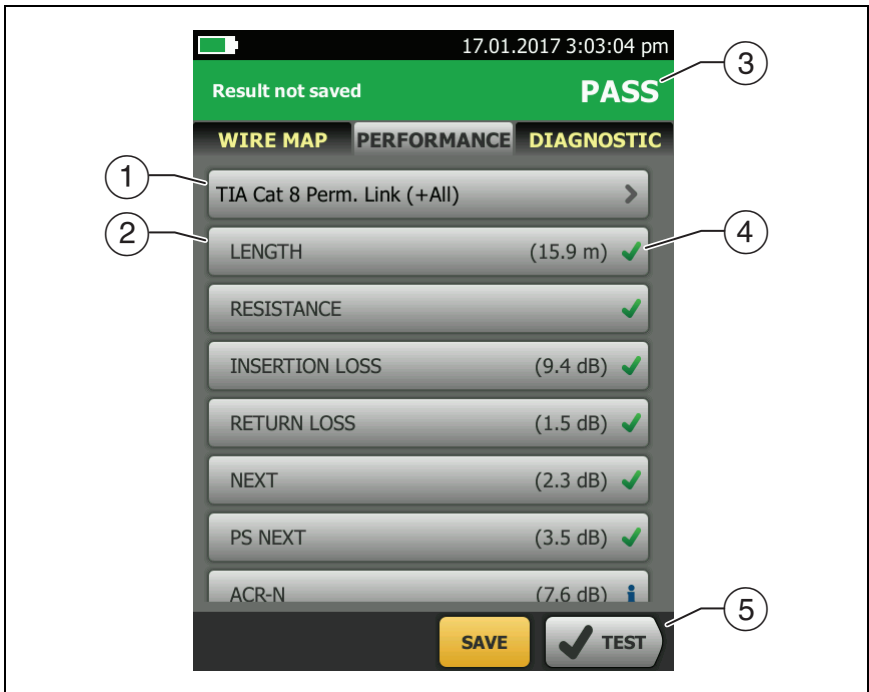 17.01.2017 3:03:04 pm
Result not saved PASS
WIRE MAP PERFORMANCE DIAGNOSTIC
TIA Cat 8 Perm. Link (+All)
LENGTH (15.9 m)
RESISTANCE
INSERTION LOSS (9.4 dB)
RETURN LOSS (1.5 dB)
NEXT (2.3 dB)
PS NEXT (3.5 dB)
ACR-N (7.6 dB) i
SAVE TEST
1
2
3
4
5